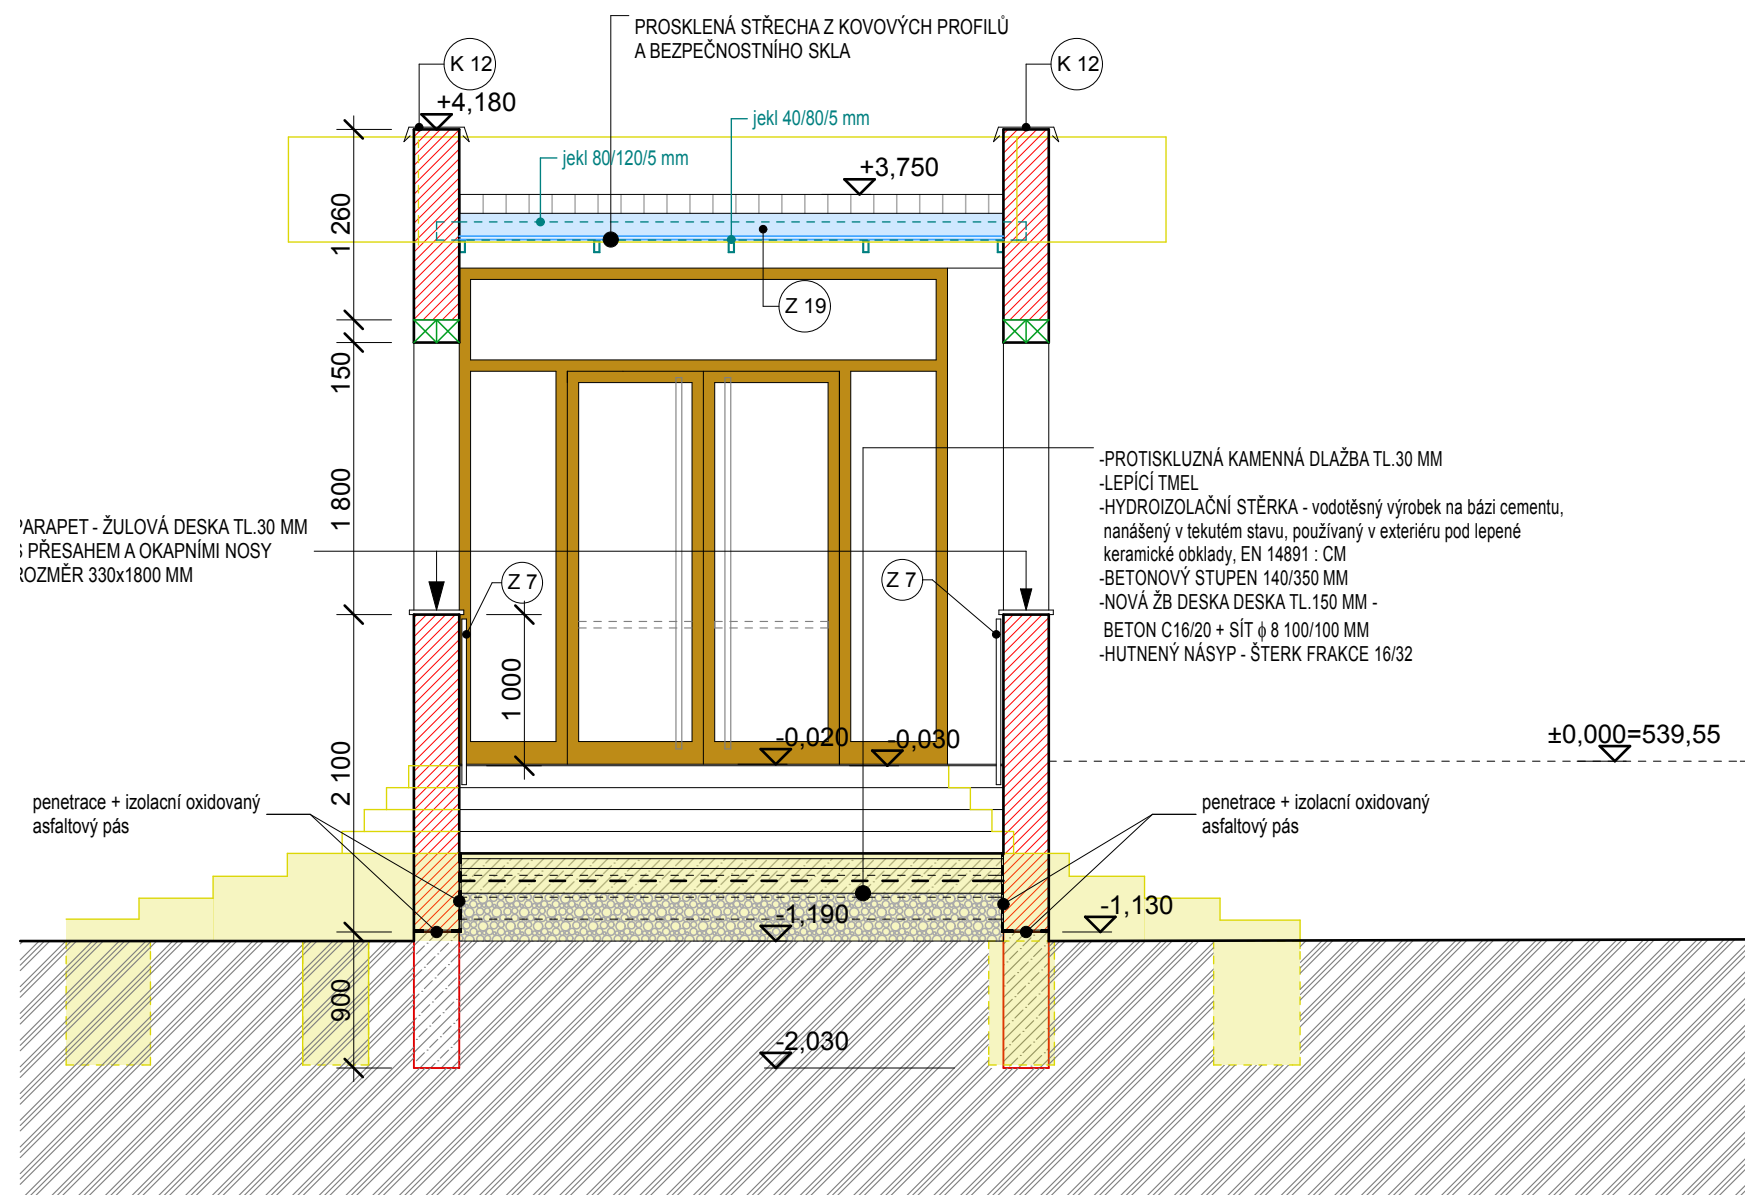 PROSKLENÁ STŘECHA Z KOVOVÝCH PROFILŮ
A BEZPEČNOSTNÍHO SKLA
K 12
K 12
+4,180
jekl 40/80/5 mm
jekl 80/120/5 mm
+3,750
1 260
Z 19
150
1 800
PARAPET - ŽULOVÁ DESKA TL.30 MM
S PŘESAHEM A OKAPNÍMI NOSY
ROZMĚR 330x1800 MM
-PROTISKLUZNÁ KAMENNÁ DLAŽBA TL.30 MM
-LEPÍCÍ TMEL
-HYDROIZOLAČNÍ STĚRKA - vodotěsný výrobek na bázi cementu,
nanášený v tekutém stavu, používaný v exteriéru pod lepené
keramické obklady, EN 14891 : CM
-BETONOVÝ STUPEN 140/350 MM
-NOVÁ ŽB DESKA DESKA TL.150 MM -
BETON C16/20 + SÍT ϕ 8 100/100 MM
-HUTNENÝ NÁSYP - ŠTERK FRAKCE 16/32
Z 7
Z 7
1 000
-0,020
-0,030
±0,000=539,55
2 100
penetrace + izolacní oxidovaný
asfaltový pás
penetrace + izolacní oxidovaný
asfaltový pás
-1,190
-1,130
900
-2,030